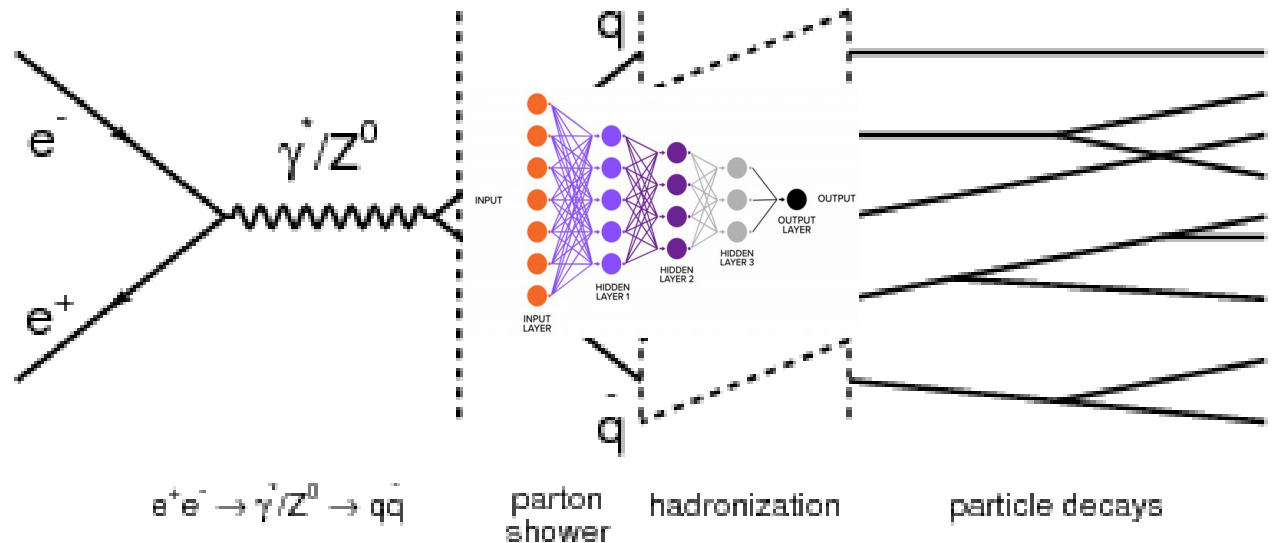 q
e⁻
γ*/Z⁰
INPUT
OUTPUT
OUTPUT
LAYER
HIDDEN
LAYER 3
HIDDEN
LAYER 2
HIDDEN
LAYER 1
INPUT
LAYER
e⁺
q̄
e⁺e⁻ → γ*/Z⁰ → qq̄
parton
shower
hadronization
particle decays